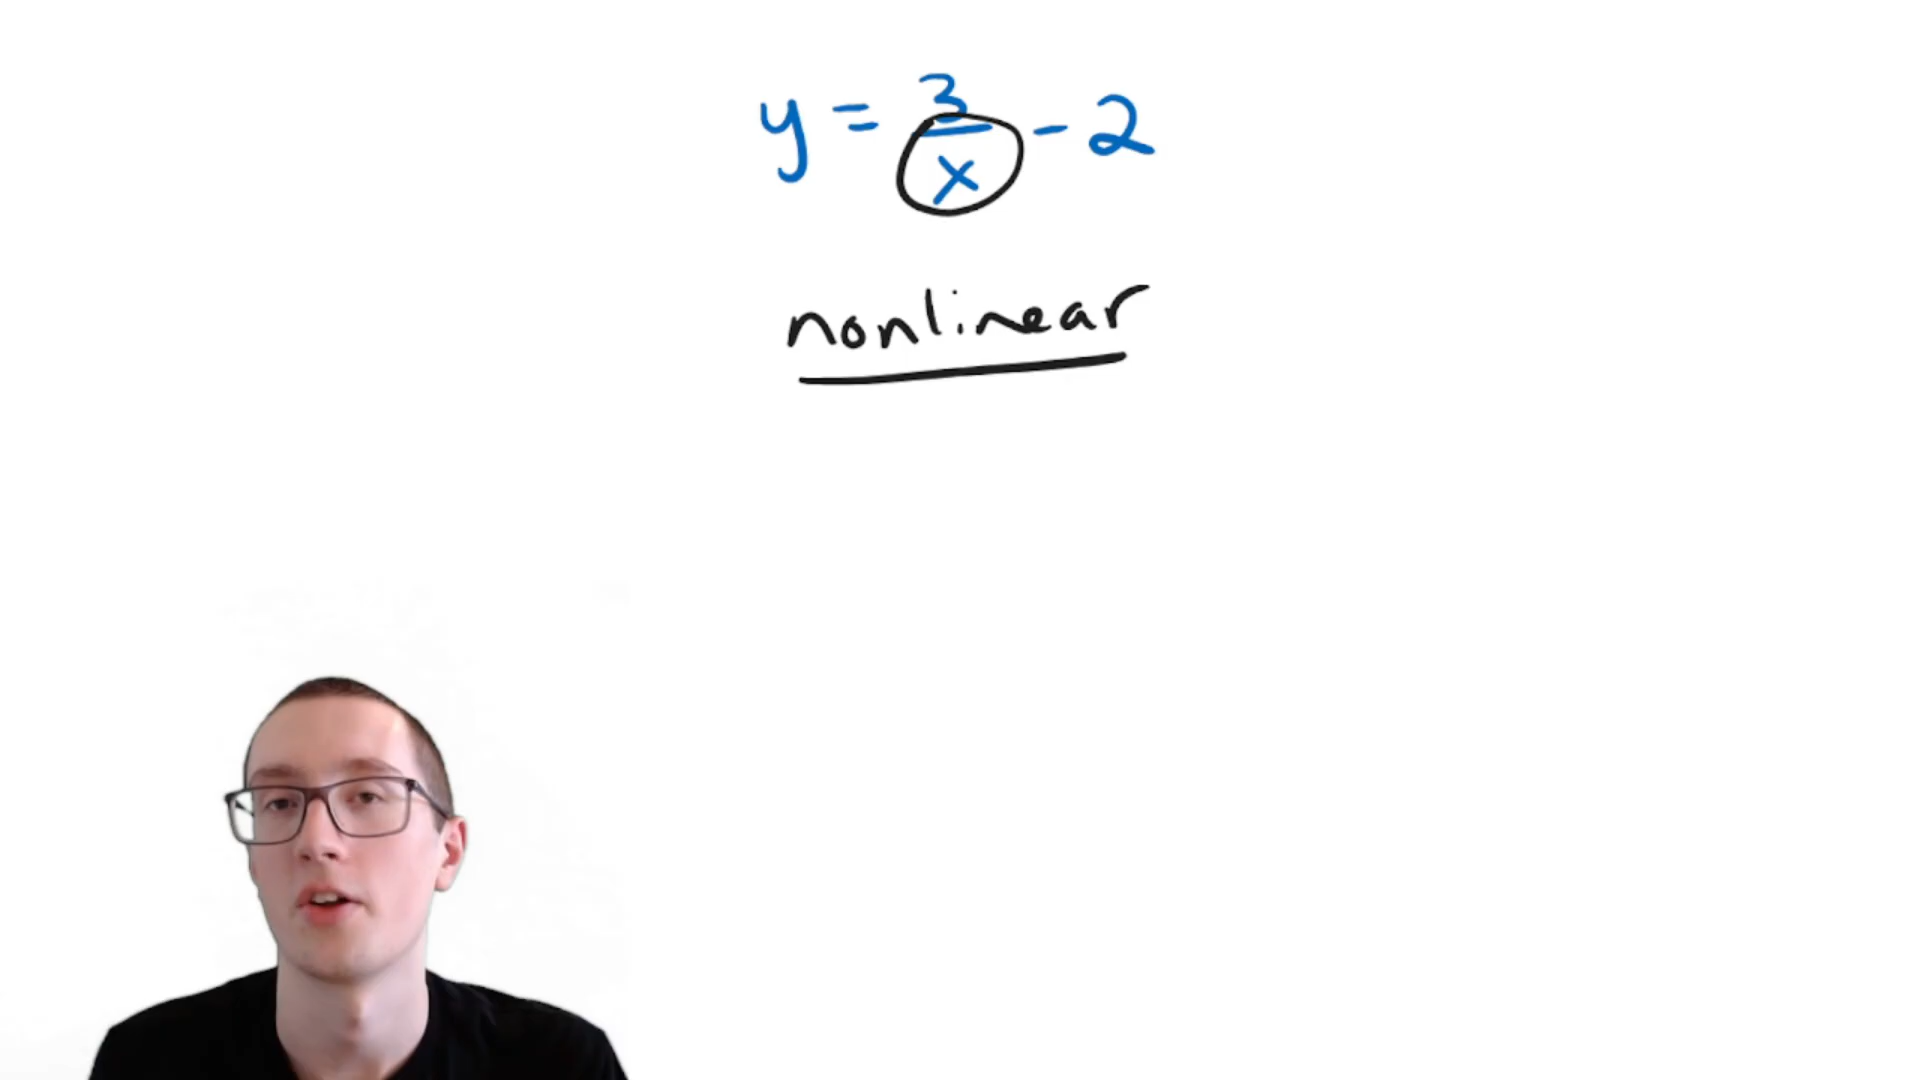 y = 3/x - 2
nonlinear